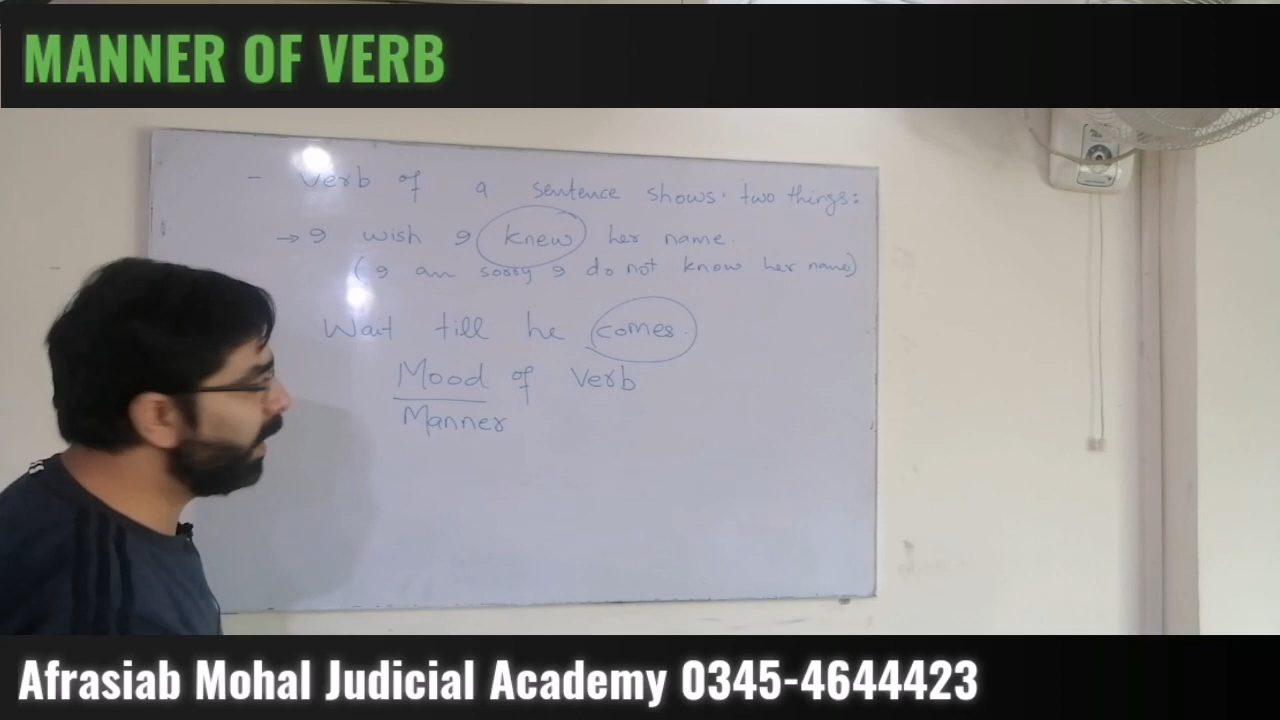 MANNER OF VERB
- Verb of a sentence shows two things:
→ I wish I knew her name.
(I am sorry I do not know her name)
Wait till he comes.
Mood of Verb
Manner
Afrasiab Mohal Judicial Academy 0345-4644423